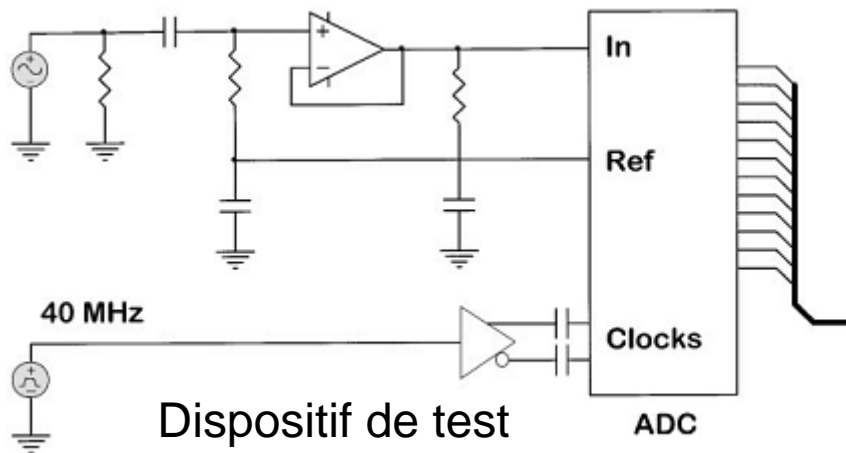 In
Ref
40 MHz
Clocks
Dispositif de test
ADC